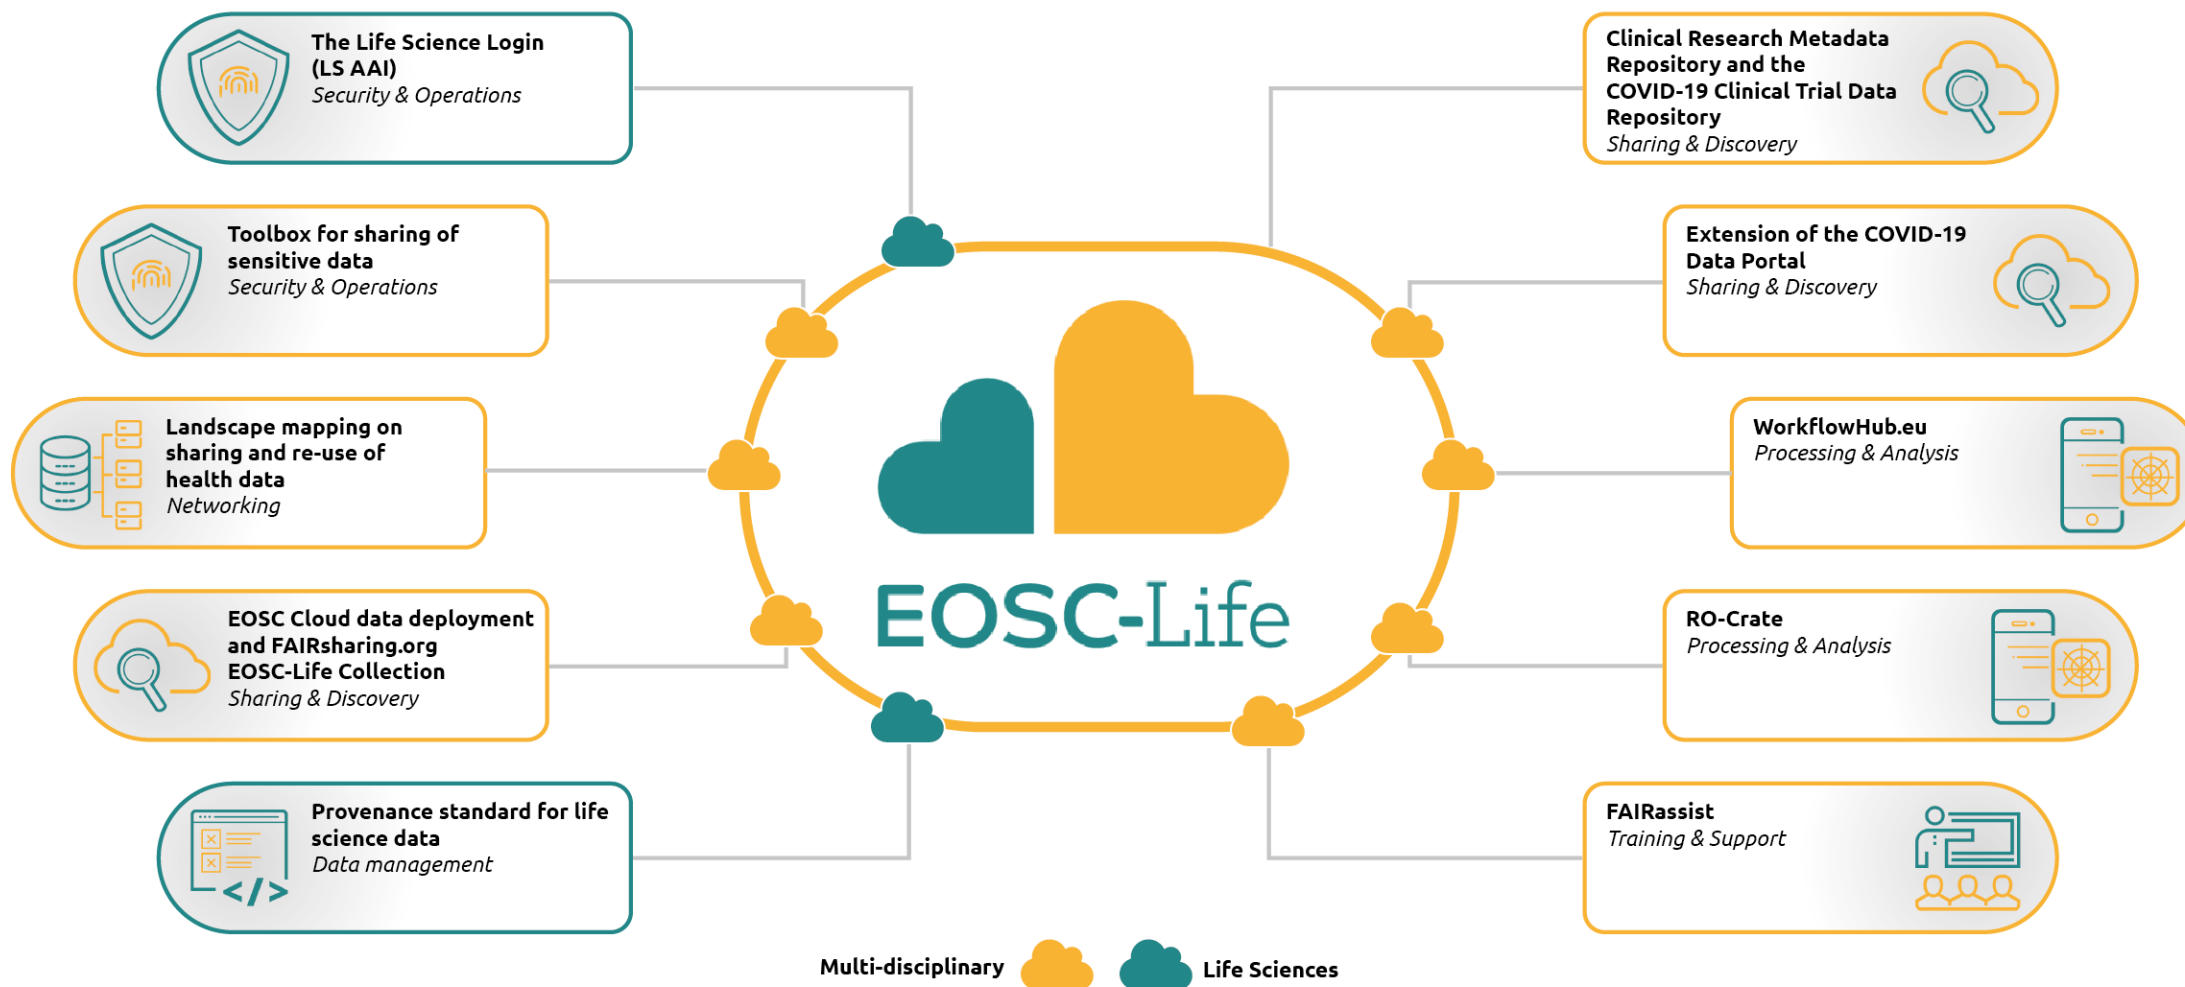 The Life Science Login
(LS AAI)
Security & Operations
Toolbox for sharing of
sensitive data
Security & Operations
Landscape mapping on
sharing and re-use of
health data
Networking
EOSC Cloud data deployment
and FAIRsharing.org
EOSC-Life Collection
Sharing & Discovery
Provenance standard for life
science data
Data management
</>
EOSC-Life
Clinical Research Metadata
Repository and the
COVID-19 Clinical Trial Data
Repository
Sharing & Discovery
Extension of the COVID-19
Data Portal
Sharing & Discovery
WorkflowHub.eu
Processing & Analysis
RO-Crate
Processing & Analysis
FAIRassist
Training & Support
Multi-disciplinary
Life Sciences